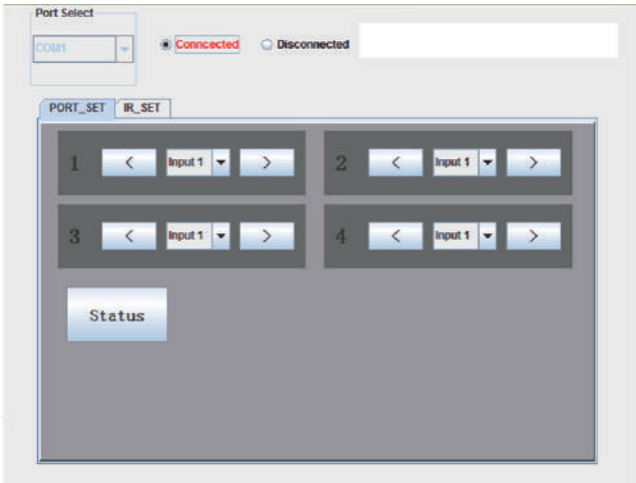 Port Select
COM1
Conncected
Disconnected
PORT_SET
IR_SET
1 < Input 1 >
2 < Input 1 >
3 < Input 1 >
4 < Input 1 >
Status